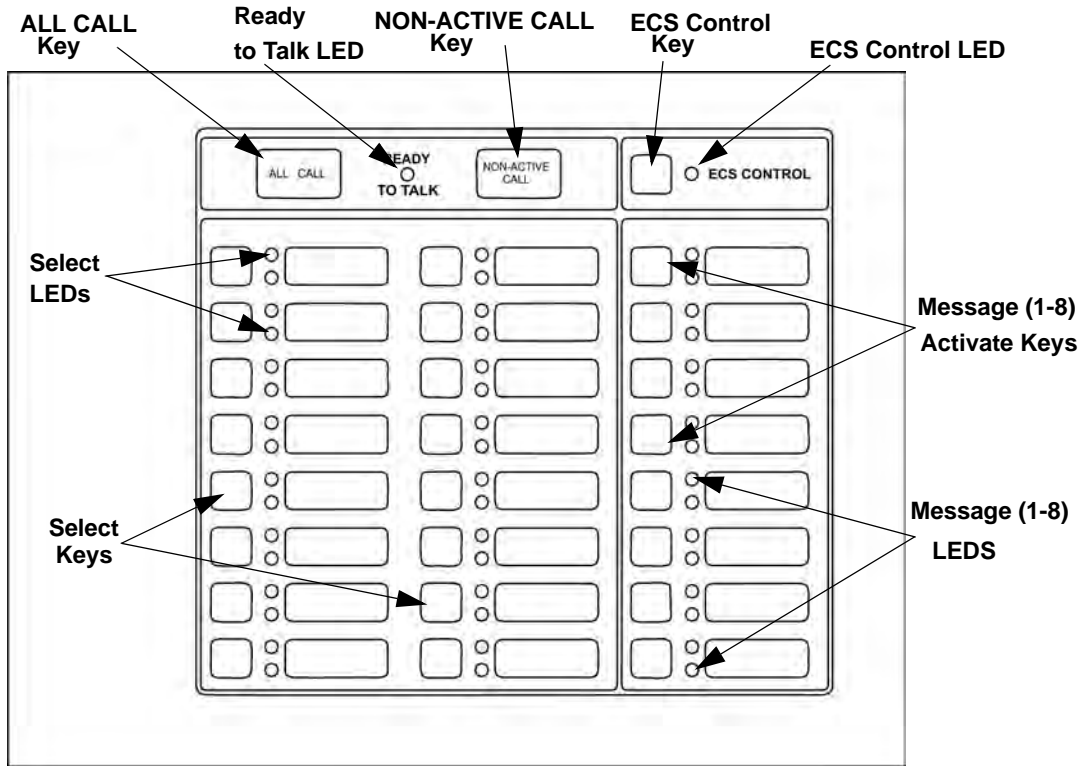 ALL CALL
Key
Ready
to Talk LED
NON-ACTIVE CALL
Key
ECS Control
Key
ECS Control LED
ALL CALL
READY
TO TALK
NON-ACTIVE
CALL
ECS CONTROL
Select
LEDs
Message (1-8)
Activate Keys
Select
Keys
Message (1-8)
LEDS